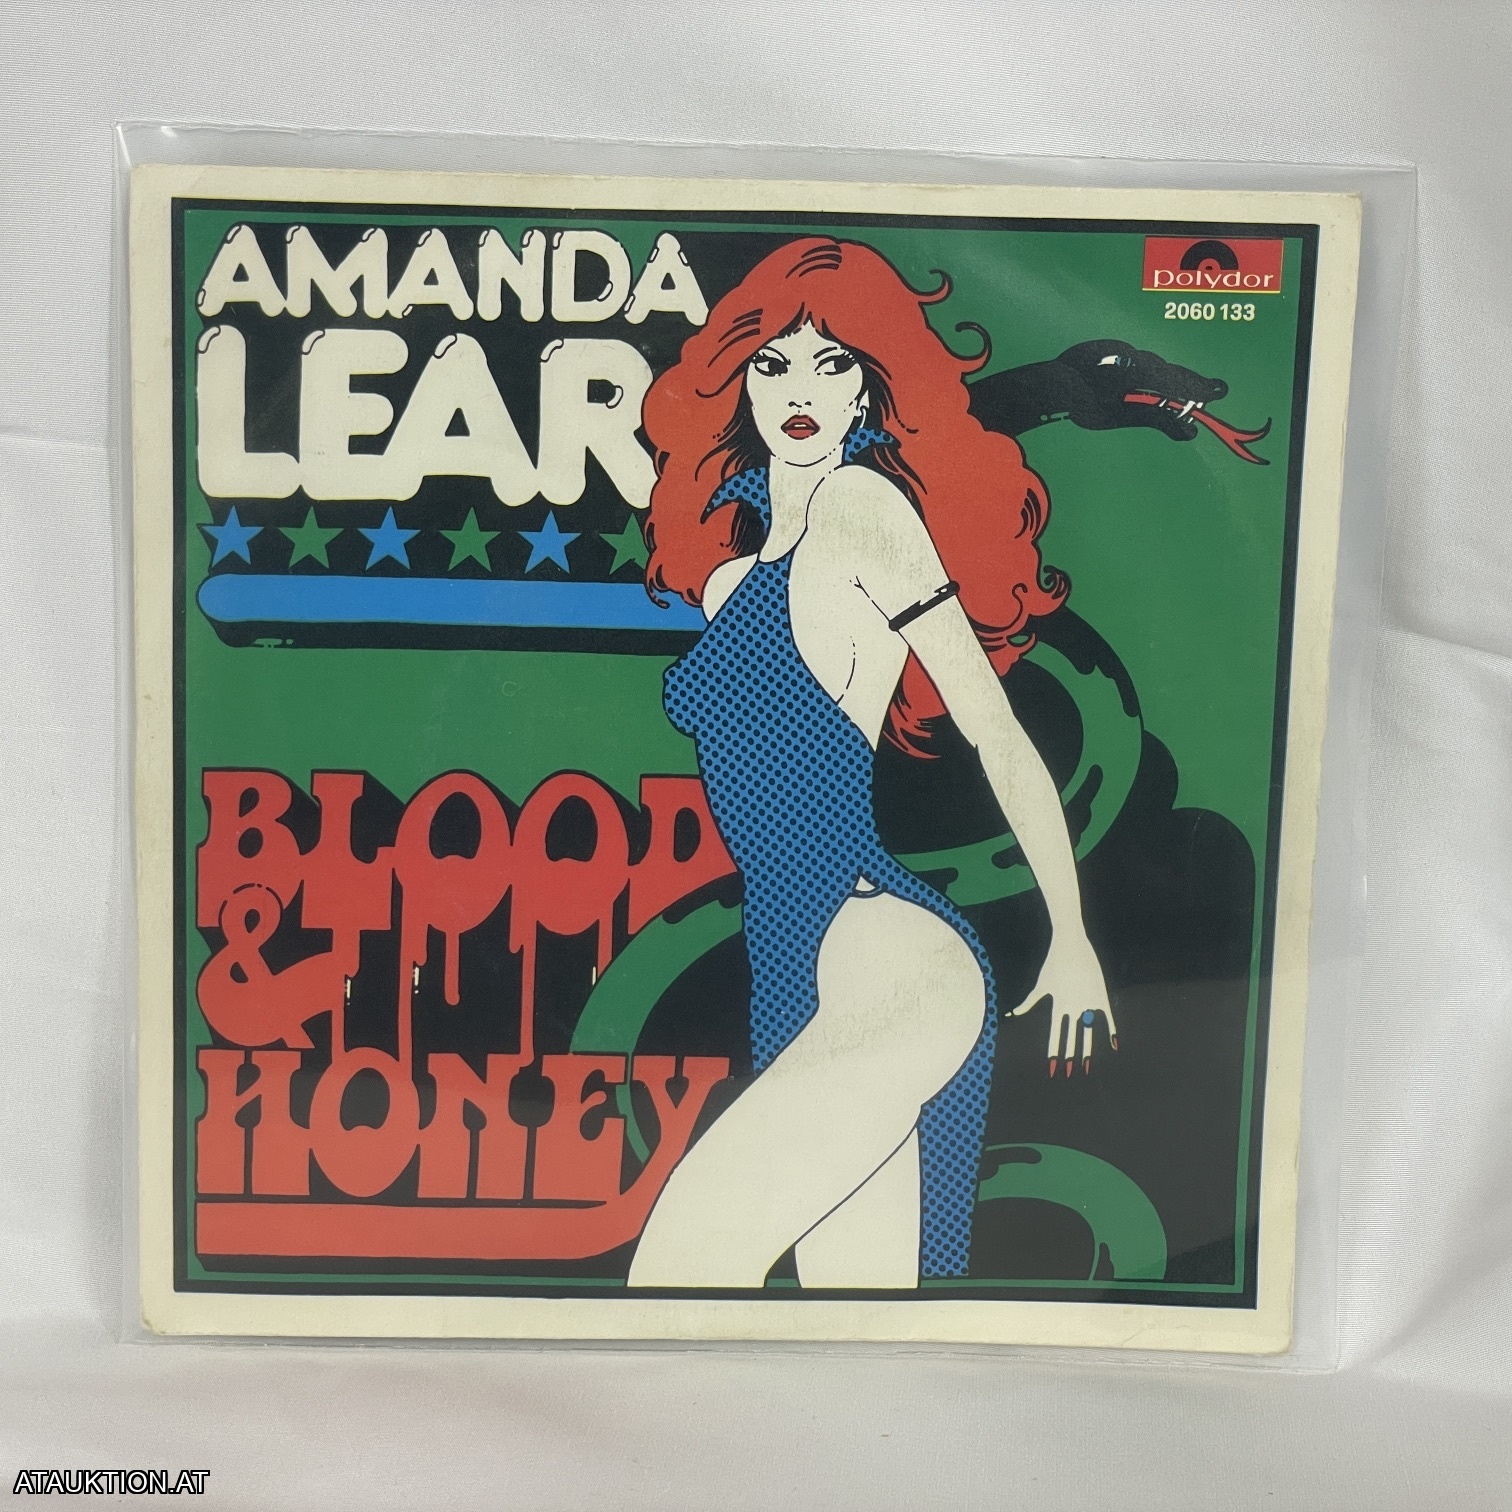 AMANDA
LEAR
polydor
2060 133
BLOOD
&
HONEY
ATAUKTION.AT